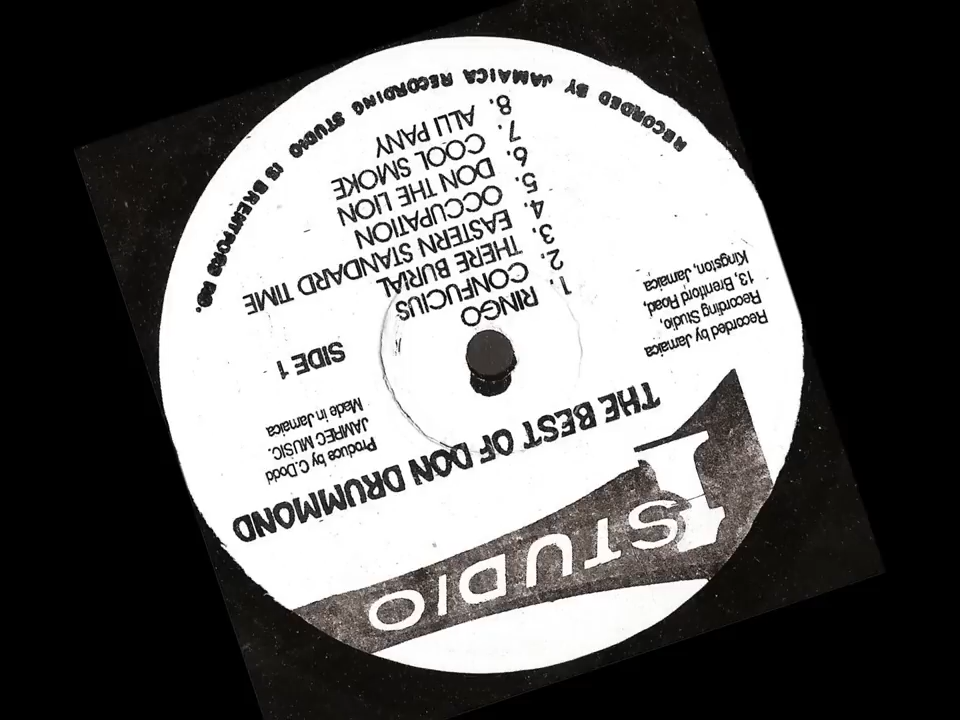 1 STUDIO
THE BEST OF DON DRUMMOND
Recorded by Jamaica
Recording Studio,
13, Brentford Road,
Kingston, Jamaica
Produce by C.Dodd
JAMREC MUSIC.
Made in Jamaica
SIDE 1
1. RINGO
2. CONFUCIUS
3. THERE BURIAL
4. EASTERN STANDARD TIME
5. OCCUPATION
6. DON THE LION
7. COOL SMOKE
8. ALLI PANY
RECORDED BY JAMAICA RECORDING STUDIO 13 BRENTFORD RD.